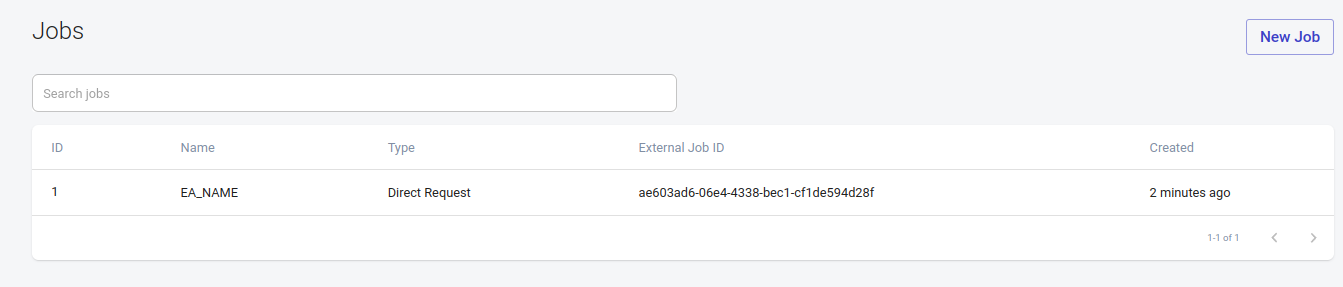 Jobs
New Job
Search jobs
ID Name Type External Job ID Created
1 EA_NAME Direct Request ae603ad6-06e4-4338-bec1-cf1de594d28f 2 minutes ago
1-1 of 1